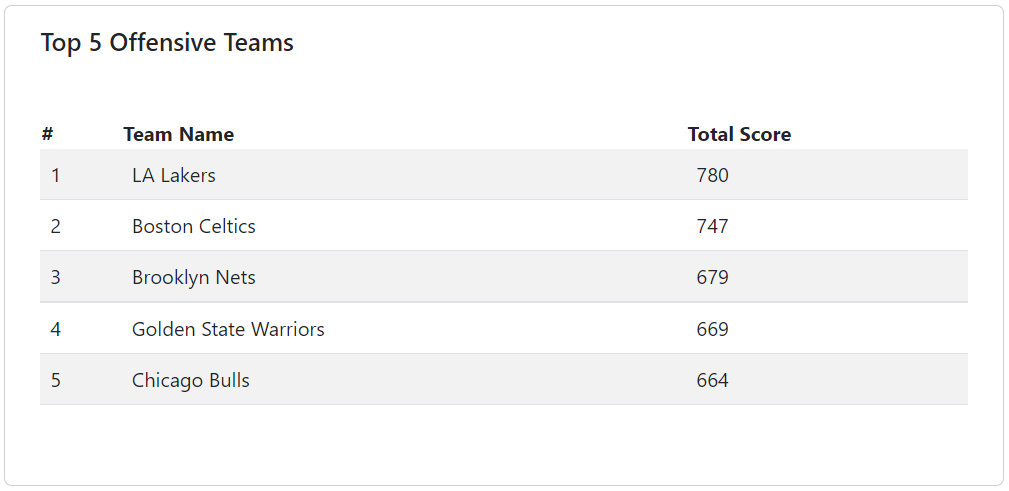 Top 5 Offensive Teams
# Team Name Total Score
1 LA Lakers 780
2 Boston Celtics 747
3 Brooklyn Nets 679
4 Golden State Warriors 669
5 Chicago Bulls 664